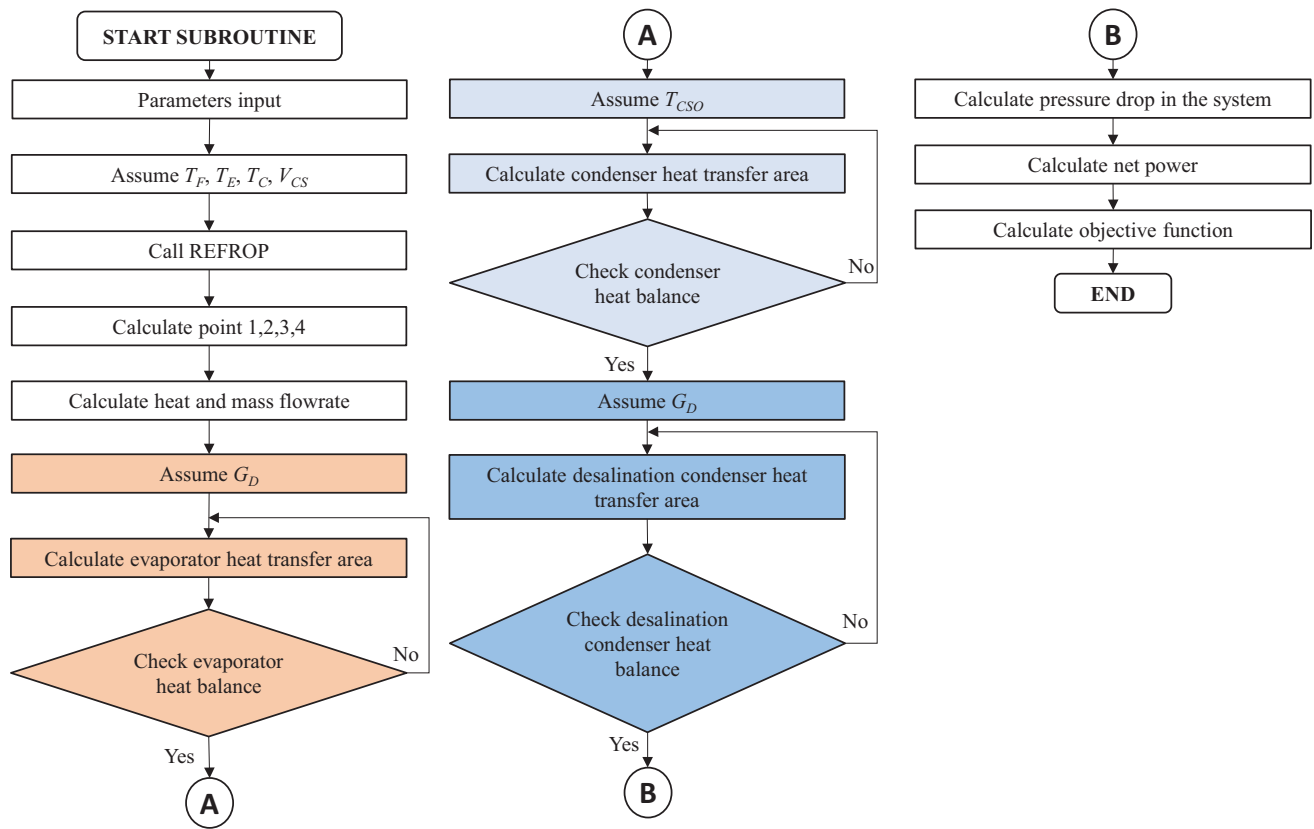 START SUBROUTINE
Parameters input
Assume T_F, T_E, T_C, V_CS
Call REFROP
Calculate point 1,2,3,4
Calculate heat and mass flowrate
Assume G_D
Calculate evaporator heat transfer area
Check evaporator
heat balance
No
Yes
A
A
Assume T_CSO
Calculate condenser heat transfer area
Check condenser
heat balance
No
Yes
Assume G_D
Calculate desalination condenser heat
transfer area
Check desalination
condenser heat
balance
No
Yes
B
B
Calculate pressure drop in the system
Calculate net power
Calculate objective function
END